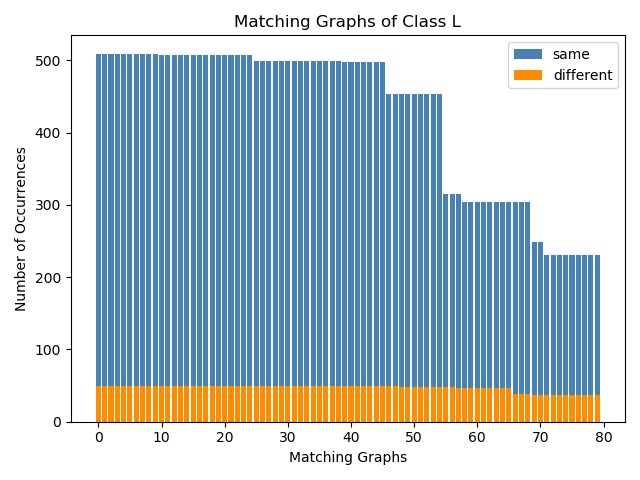 Matching Graphs of Class L
same
different
Number of Occurrences
500
400
300
200
100
0
0 10 20 30 40 50 60 70 80
Matching Graphs